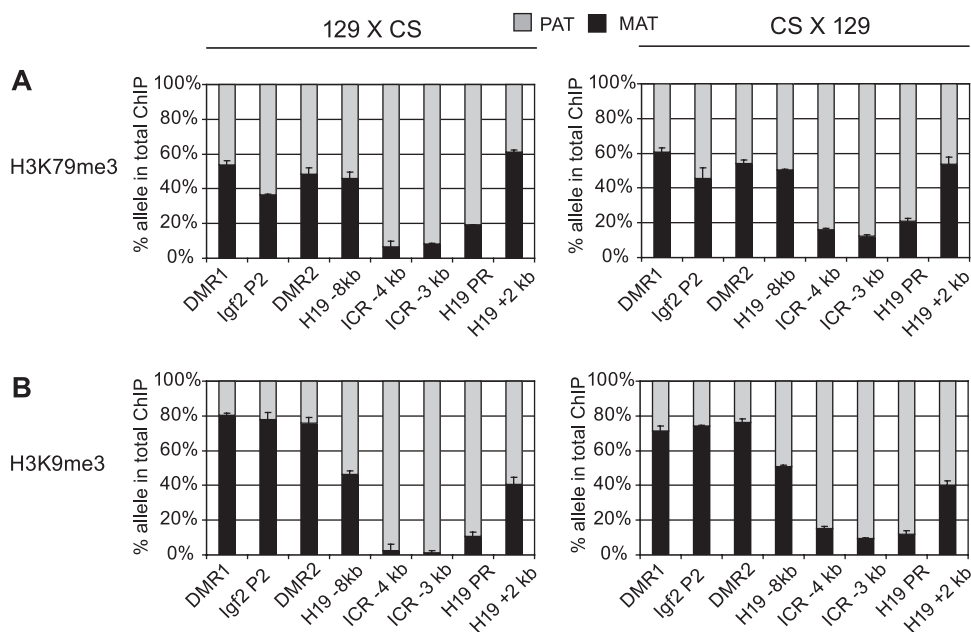 129 X CS
PAT
MAT
CS X 129
A
H3K79me3
% allele in total ChIP
100%
80%
60%
40%
20%
0%
DMR1
Igf2 P2
DMR2
H19 -8kb
ICR -4 kb
ICR -3 kb
H19 PR
H19 +2 kb
% allele in total ChIP
100%
80%
60%
40%
20%
0%
DMR1
Igf2 P2
DMR2
H19 -8kb
ICR -4 kb
ICR -3 kb
H19 PR
H19 +2 kb
B
H3K9me3
% allele in total ChIP
100%
80%
60%
40%
20%
0%
DMR1
Igf2 P2
DMR2
H19 -8kb
ICR -4 kb
ICR -3 kb
H19 PR
H19 +2 kb
% allele in total ChIP
100%
80%
60%
40%
20%
0%
DMR1
Igf2 P2
DMR2
H19 -8kb
ICR -4 kb
ICR -3 kb
H19 PR
H19 +2 kb